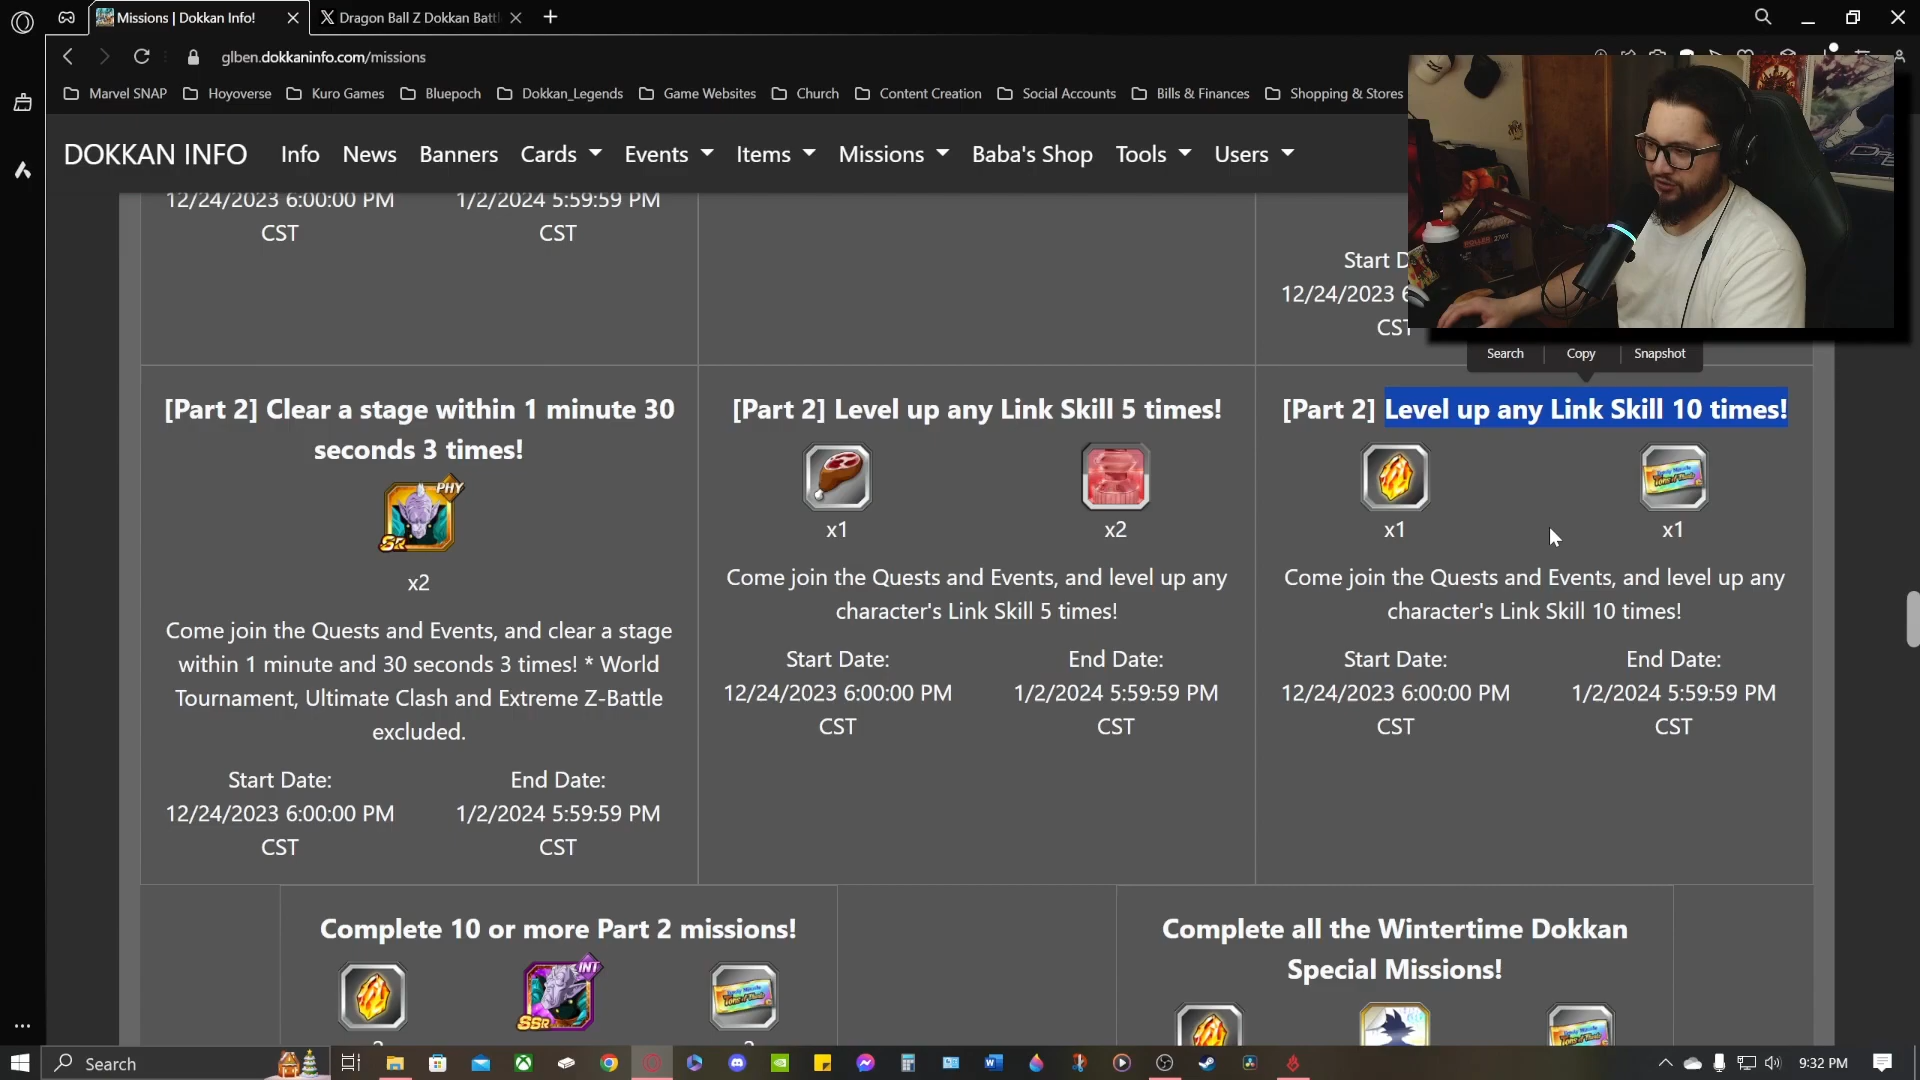 Missions | Dokkan Info!
Dragon Ball Z Dokkan Battl
glben.dokkaninfo.com/missions
Marvel SNAP
Hoyoverse
Kuro Games
Bluepoch
Dokkan_Legends
Game Websites
Church
Content Creation
Social Accounts
Bills & Finances
Shopping & Stores
DOKKAN INFO
Info
News
Banners
Cards
Events
Items
Missions
Baba's Shop
Tools
Users
12/24/2023 6:00:00 PM
CST
1/2/2024 5:59:59 PM
CST
Start D
12/24/2023 6
CST
Search
Copy
Snapshot
[Part 2] Clear a stage within 1 minute 30
seconds 3 times!
PHY
SR
x2
Come join the Quests and Events, and clear a stage
within 1 minute and 30 seconds 3 times! * World
Tournament, Ultimate Clash and Extreme Z-Battle
excluded.
Start Date:
12/24/2023 6:00:00 PM
CST
End Date:
1/2/2024 5:59:59 PM
CST
[Part 2] Level up any Link Skill 5 times!
x1
x2
Come join the Quests and Events, and level up any
character's Link Skill 5 times!
Start Date:
12/24/2023 6:00:00 PM
CST
End Date:
1/2/2024 5:59:59 PM
CST
[Part 2] Level up any Link Skill 10 times!
x1
x1
Come join the Quests and Events, and level up any
character's Link Skill 10 times!
Start Date:
12/24/2023 6:00:00 PM
CST
End Date:
1/2/2024 5:59:59 PM
CST
Complete 10 or more Part 2 missions!
INT
SSR
Complete all the Wintertime Dokkan
Special Missions!
Search
9:32 PM